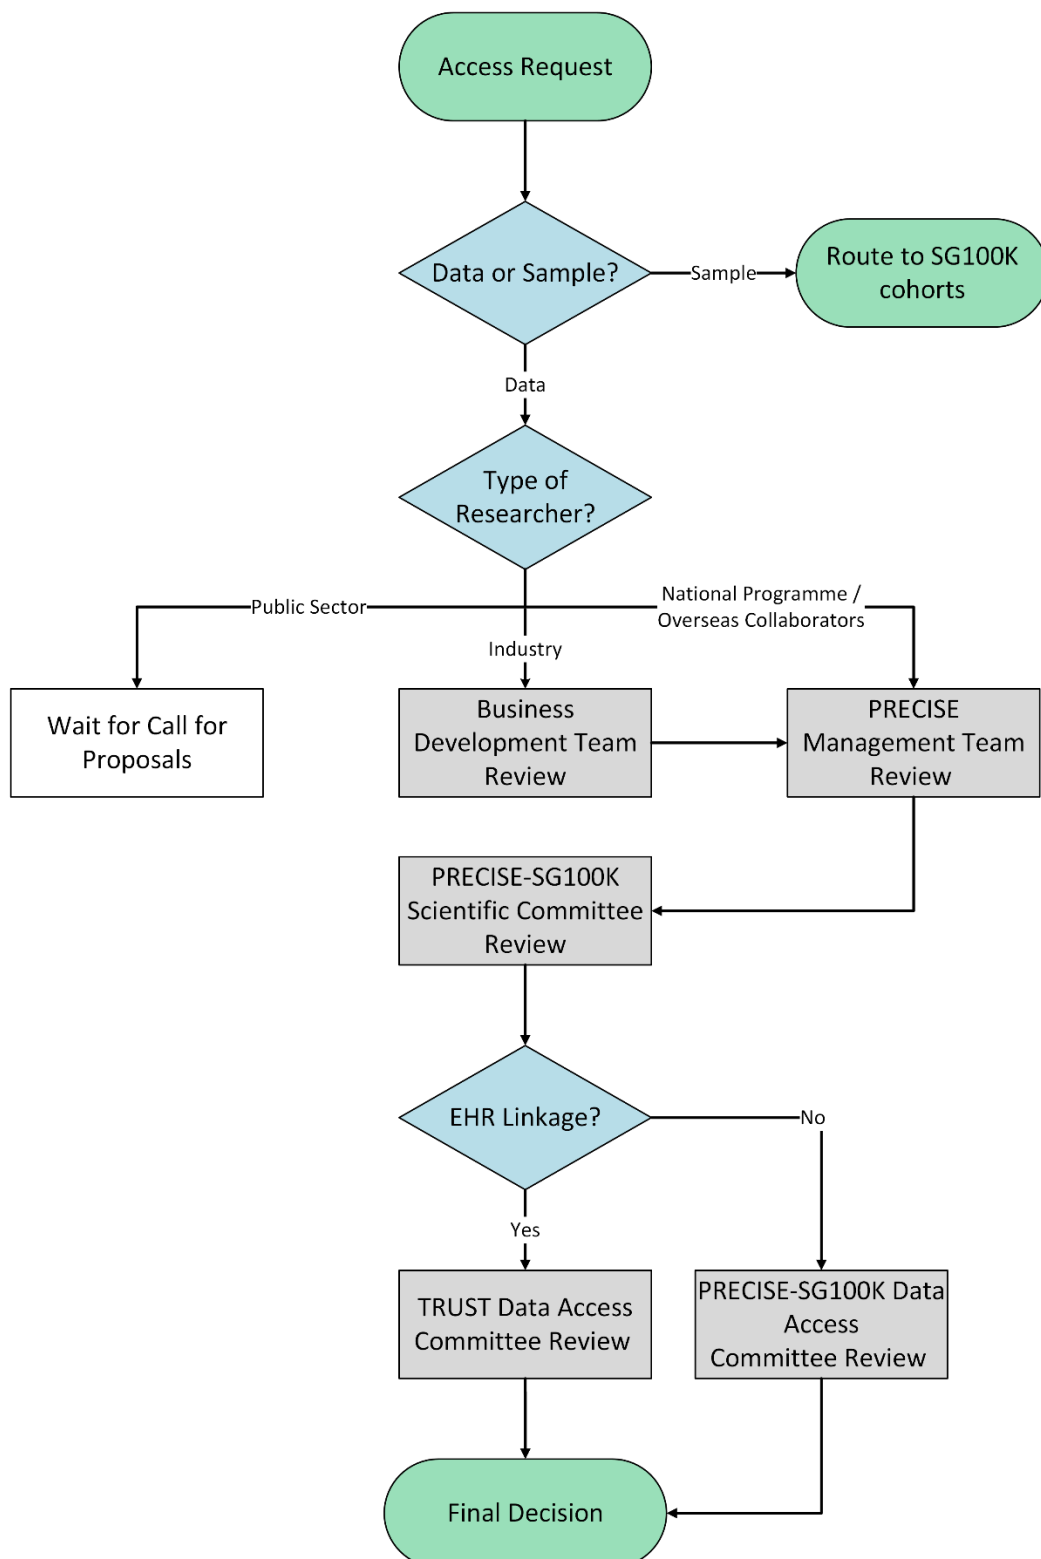 Access Request
Data or Sample?
Sample
Route to SG100K
cohorts
Data
Type of
Researcher?
Public Sector
National Programme /
Overseas Collaborators
Industry
Wait for Call for
Proposals
Business
Development Team
Review
PRECISE
Management Team
Review
PRECISE-SG100K
Scientific Committee
Review
EHR Linkage?
No
Yes
TRUST Data Access
Committee Review
PRECISE-SG100K Data
Access
Committee Review
Final Decision